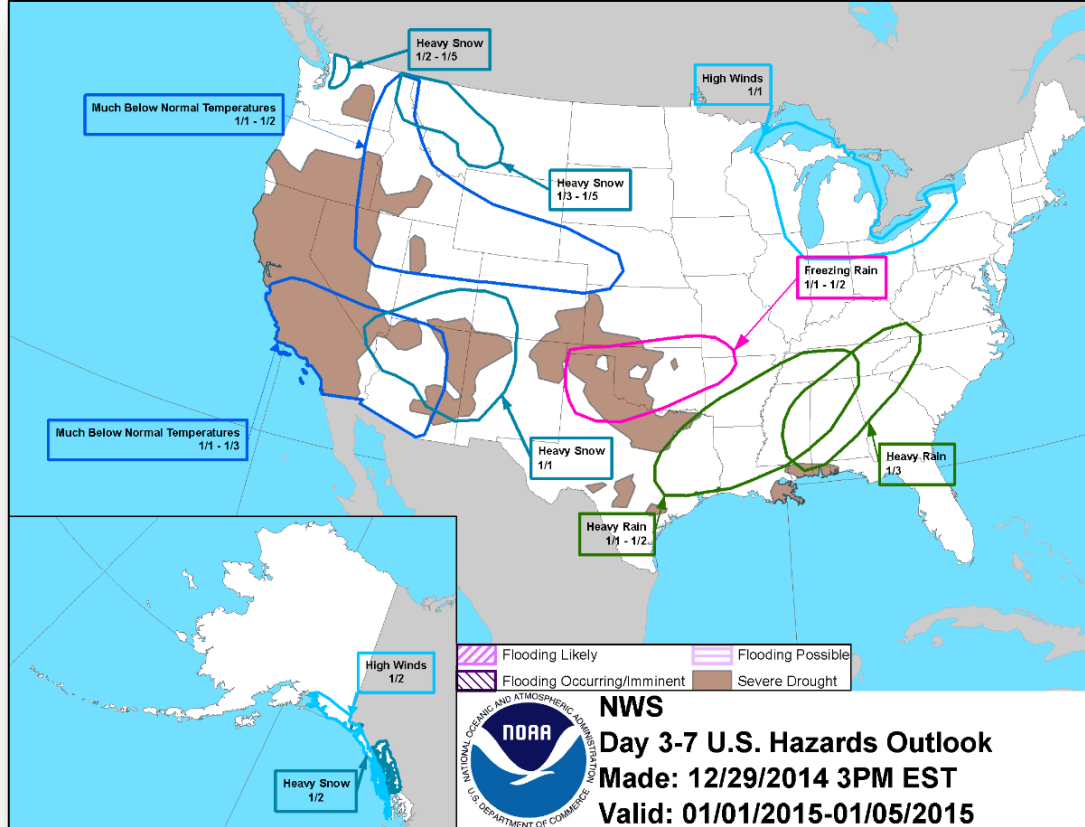 Heavy Snow
1/2 - 1/5
High Winds
1/1
Much Below Normal Temperatures
1/1 - 1/2
Heavy Snow
1/3 - 1/5
Freezing Rain
1/1 - 1/2
Much Below Normal Temperatures
1/1 - 1/3
Heavy Snow
1/1
Heavy Rain
1/3
Heavy Rain
1/1 - 1/2
High Winds
1/2
Heavy Snow
1/2
Flooding Likely
Flooding Possible
Flooding Occurring/Imminent
Severe Drought
NATIONAL OCEANIC AND ATMOSPHERIC ADMINISTRATION
NOAA
U.S. DEPARTMENT OF COMMERCE
NWS
Day 3-7 U.S. Hazards Outlook
Made: 12/29/2014 3PM EST
Valid: 01/01/2015-01/05/2015